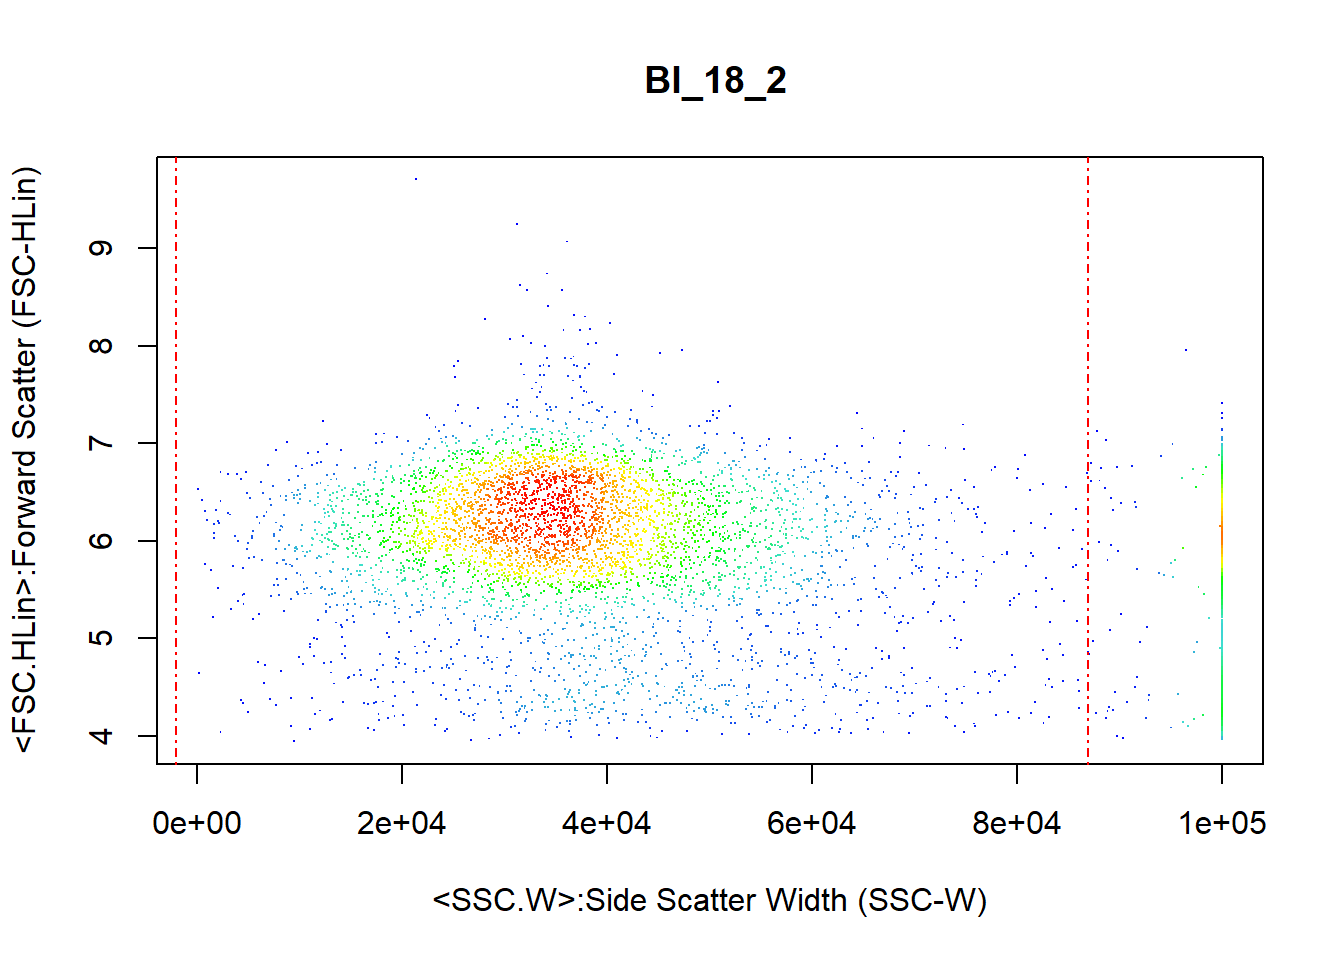 BI_18_2
<FSC.HLin>:Forward Scatter (FSC-HLin)
9
8
7
6
5
4
0e+00 2e+04 4e+04 6e+04 8e+04 1e+05
<SSC.W>:Side Scatter Width (SSC-W)